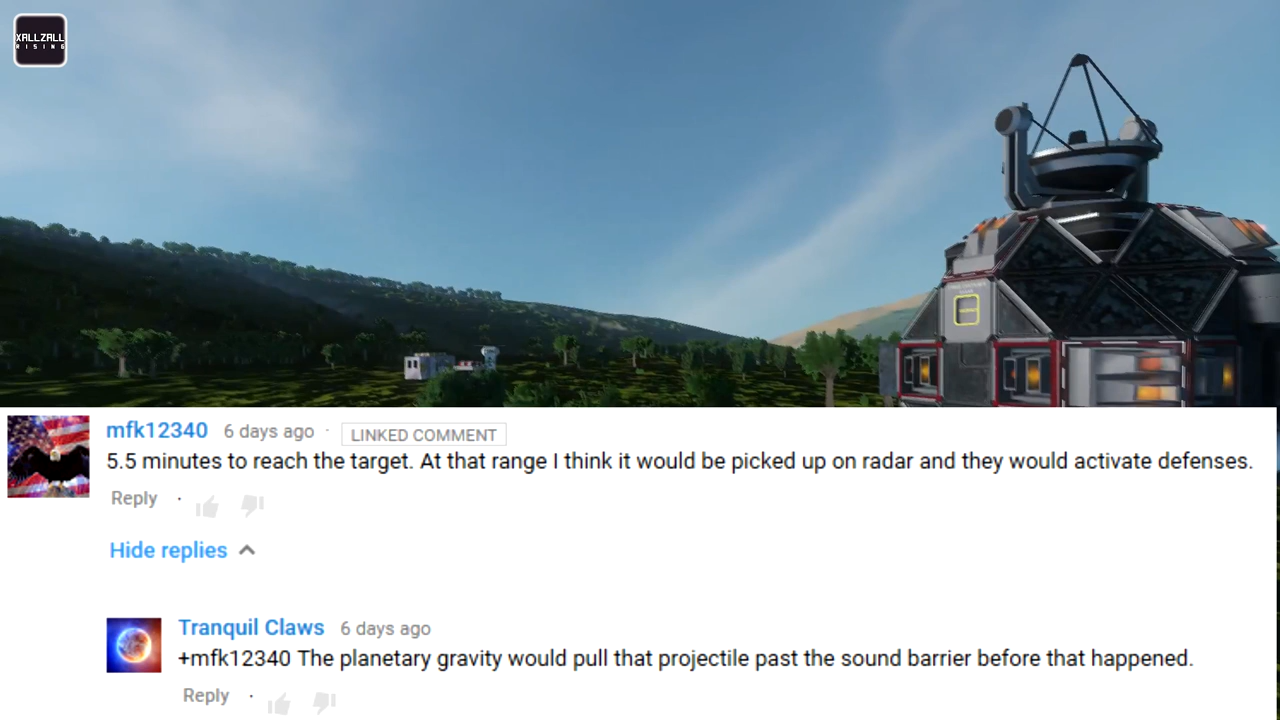 XALLZALL
RISING
mfk12340 6 days ago · LINKED COMMENT
5.5 minutes to reach the target. At that range I think it would be picked up on radar and they would activate defenses.
Reply ·
Hide replies
Tranquil Claws 6 days ago
+mfk12340 The planetary gravity would pull that projectile past the sound barrier before that happened.
Reply ·